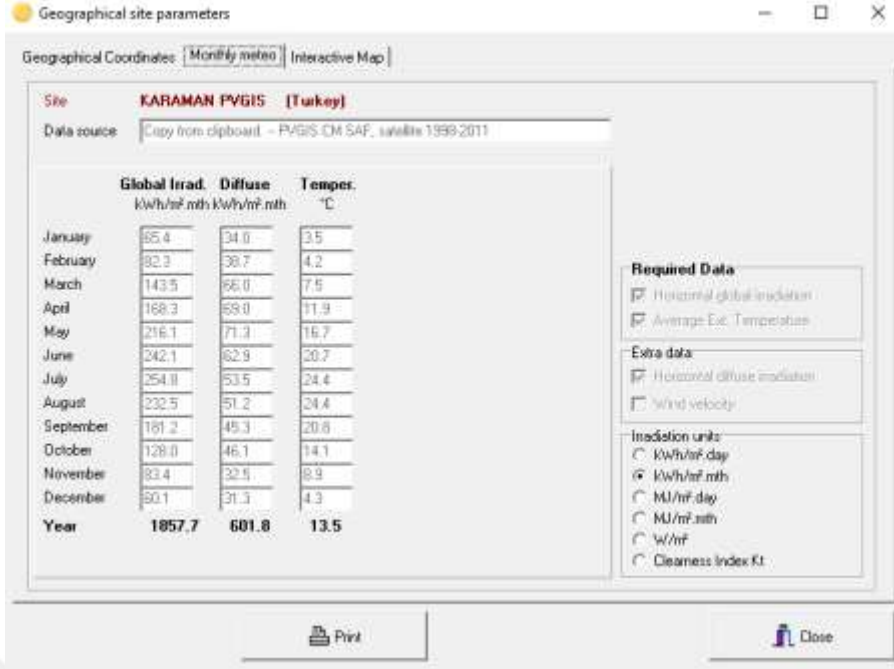 Geographical site parameters
Geographical Coordinates Monthly meteo Interactive Map
Site KARAMAN PVGIS (Turkey)
Data source Copy from clipboard -- PVGIS CM SAF, satellite 1998-2011
Global Irrad. Diffuse Temper.
kWh/m².mth kWh/m².mth °C
January 65.4 34.0 3.5
February 82.3 38.7 4.2
March 143.5 66.0 7.5
April 168.3 69.0 11.9
May 216.1 71.3 16.7
June 242.1 62.9 20.7
July 254.8 53.5 24.4
August 232.5 51.2 24.4
September 181.2 45.3 20.8
October 128.0 46.1 14.1
November 83.4 32.5 8.9
December 60.1 31.3 4.3
Year 1857.7 601.8 13.5
Required Data
Horizontal global irradiation
Average Ext. Temperature
Extra data
Horizontal diffuse irradiation
Wind velocity
Irradiation units
kWh/m².day
kWh/m².mth
MJ/m².day
MJ/m².mth
W/m²
Clearness Index Kt
Print
Close